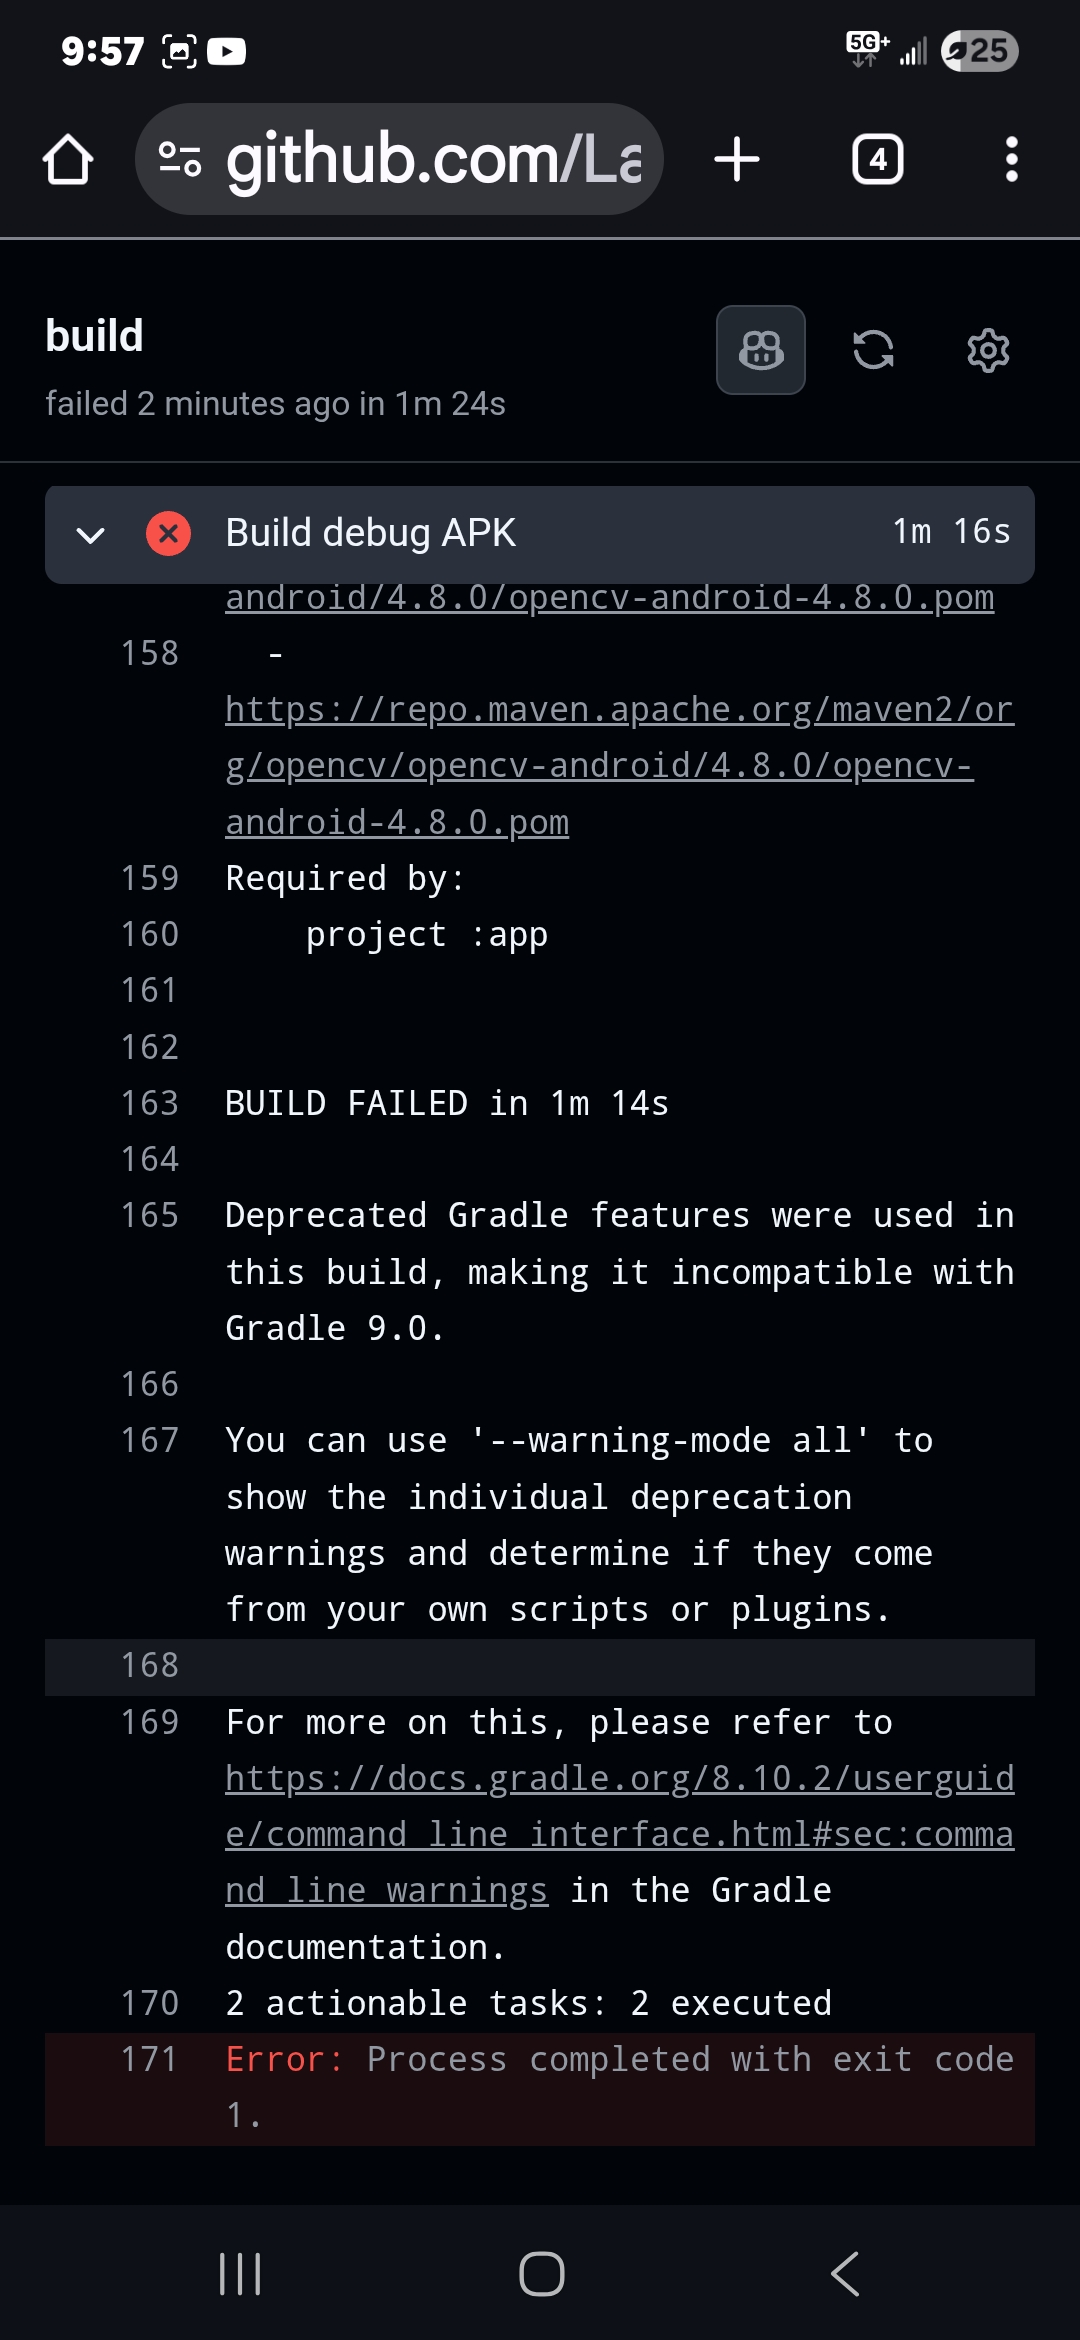 9:57
5G+
25
github.com/La
4
build
failed 2 minutes ago in 1m 24s
Build debug APK 1m 16s
android/4.8.0/opencv-android-4.8.0.pom
158 -
https://repo.maven.apache.org/maven2/or
g/opencv/opencv-android/4.8.0/opencv-
android-4.8.0.pom
159 Required by:
160 project :app
161
162
163 BUILD FAILED in 1m 14s
164
165 Deprecated Gradle features were used in
this build, making it incompatible with
Gradle 9.0.
166
167 You can use '--warning-mode all' to
show the individual deprecation
warnings and determine if they come
from your own scripts or plugins.
168
169 For more on this, please refer to
https://docs.gradle.org/8.10.2/userguid
e/command_line_interface.html#sec:comma
nd_line_warnings in the Gradle
documentation.
170 2 actionable tasks: 2 executed
171 Error: Process completed with exit code
1.